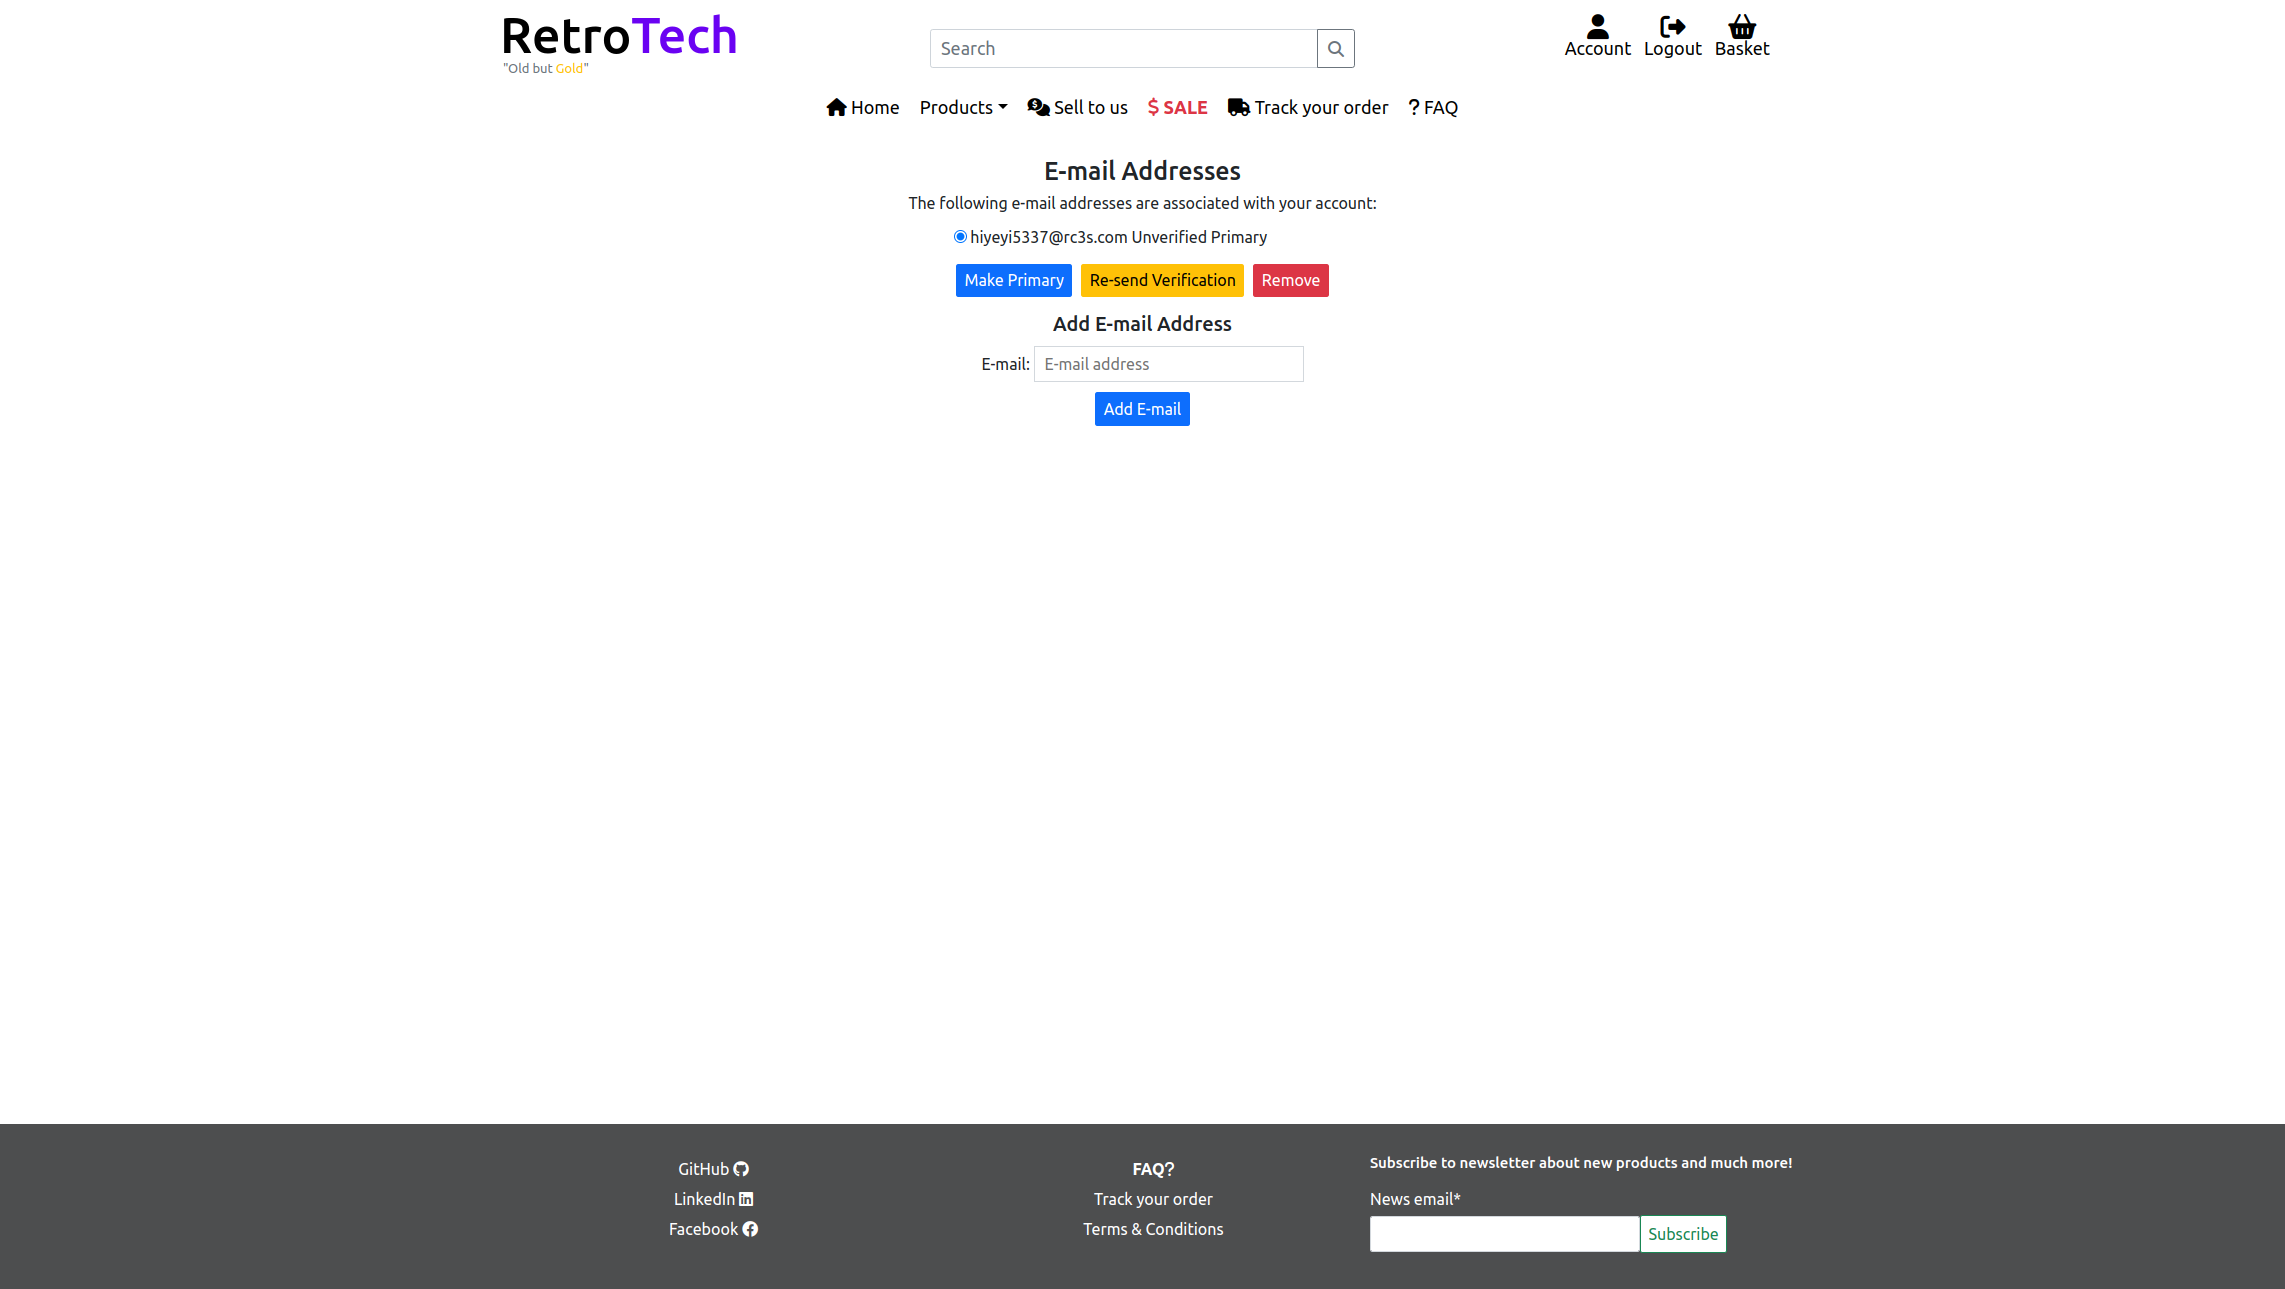 RetroTech
"Old but Gold"
Search
Account Logout Basket
Home Products Sell to us $ SALE Track your order ? FAQ
E-mail Addresses
The following e-mail addresses are associated with your account:
hiyeyi5337@rc3s.com Unverified Primary
Make Primary Re-send Verification Remove
Add E-mail Address
E-mail: E-mail address
Add E-mail
GitHub
LinkedIn
Facebook
FAQ?
Track your order
Terms & Conditions
Subscribe to newsletter about new products and much more!
News email*
Subscribe